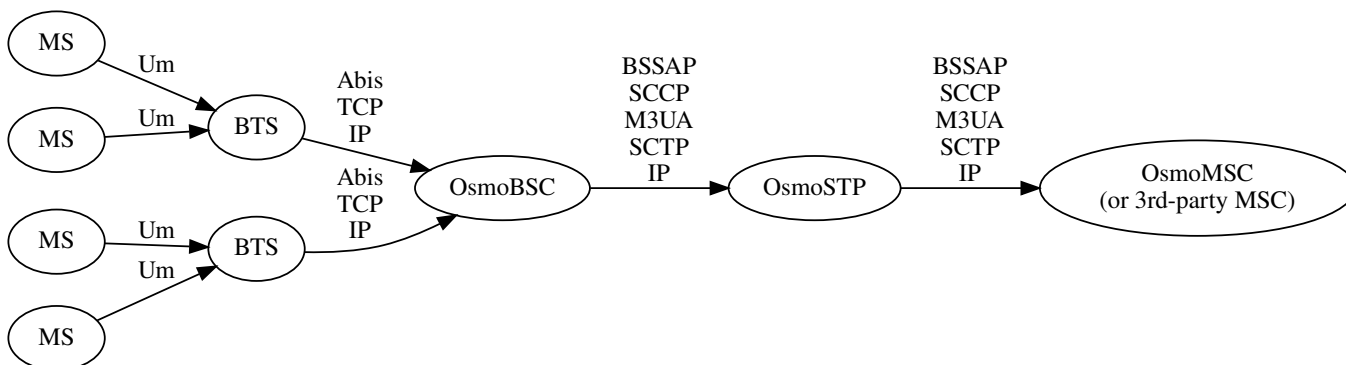 MS
MS
MS
MS
Um
Um
Um
Um
BTS
BTS
Abis
TCP
IP
Abis
TCP
IP
OsmoBSC
BSSAP
SCCP
M3UA
SCTP
IP
OsmoSTP
BSSAP
SCCP
M3UA
SCTP
IP
OsmoMSC
(or 3rd-party MSC)